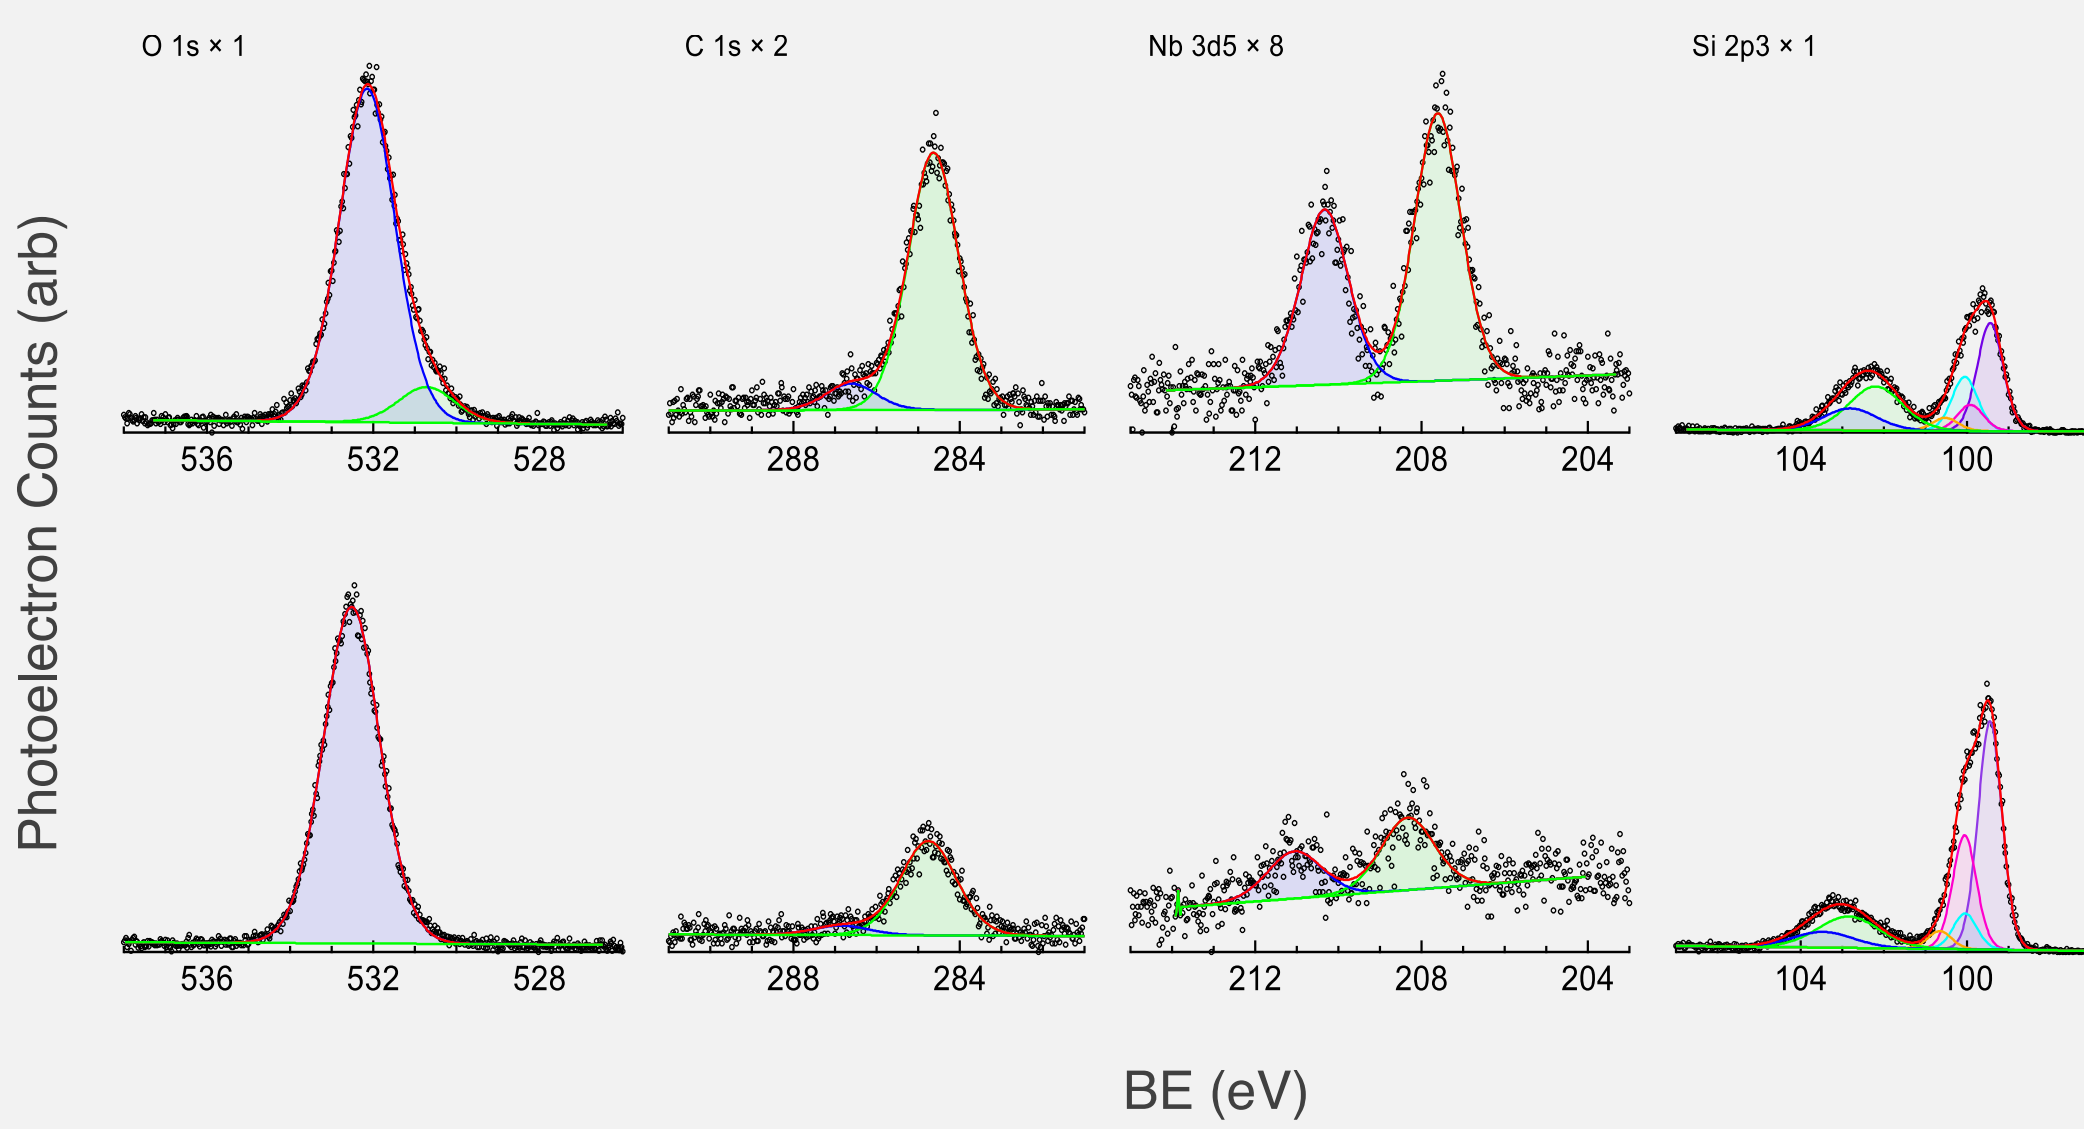 O 1s × 1
C 1s × 2
Nb 3d5 × 8
Si 2p3 × 1
Photoelectron Counts (arb)
536 532 528
288 284
212 208 204
104 100
536 532 528
288 284
212 208 204
104 100
BE (eV)